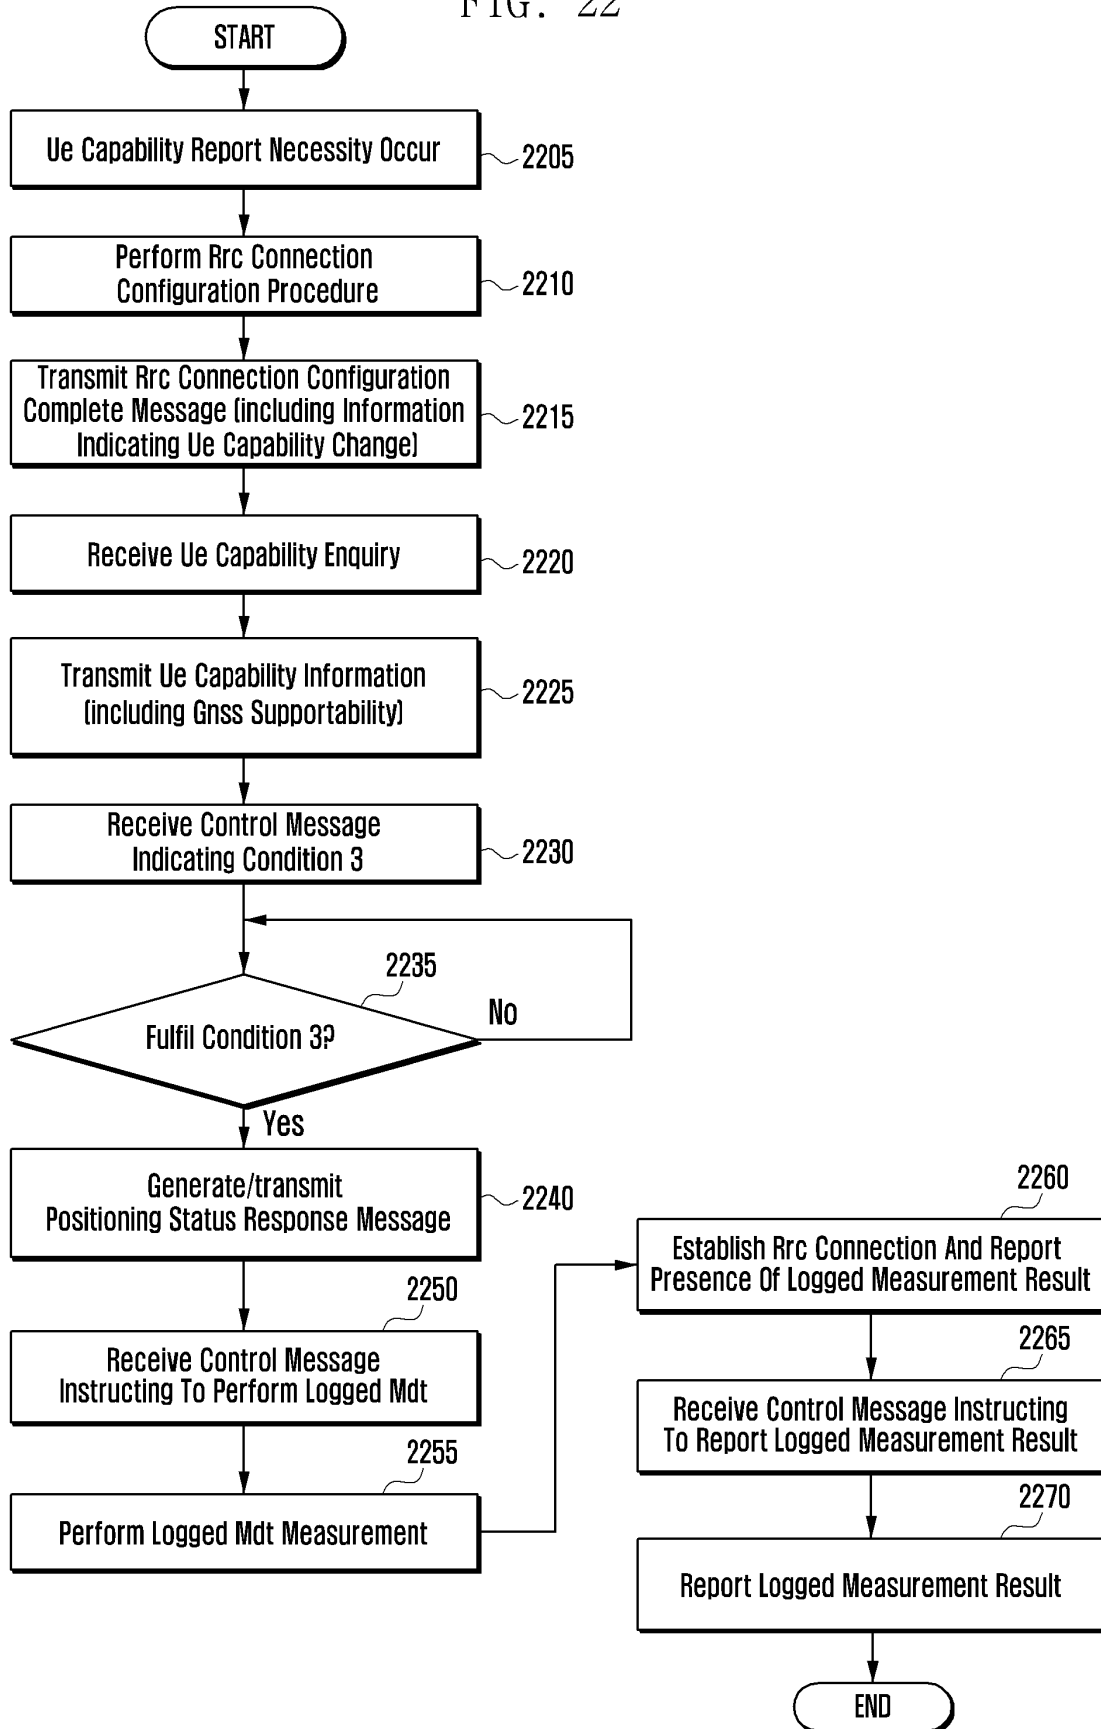 FIG. 22
START
Ue Capability Report Necessity Occur
2205
Perform Rrc Connection
Configuration Procedure
2210
Transmit Rrc Connection Configuration
Complete Message (including Information
Indicating Ue Capability Change)
2215
Receive Ue Capability Enquiry
2220
Transmit Ue Capability Information
(including Gnss Supportability)
2225
Receive Control Message
Indicating Condition 3
2230
2235
Fulfil Condition 3?
No
Yes
Generate/transmit
Positioning Status Response Message
2240
2250
Receive Control Message
Instructing To Perform Logged Mdt
2255
Perform Logged Mdt Measurement
2260
Establish Rrc Connection And Report
Presence Of Logged Measurement Result
2265
Receive Control Message Instructing
To Report Logged Measurement Result
2270
Report Logged Measurement Result
END